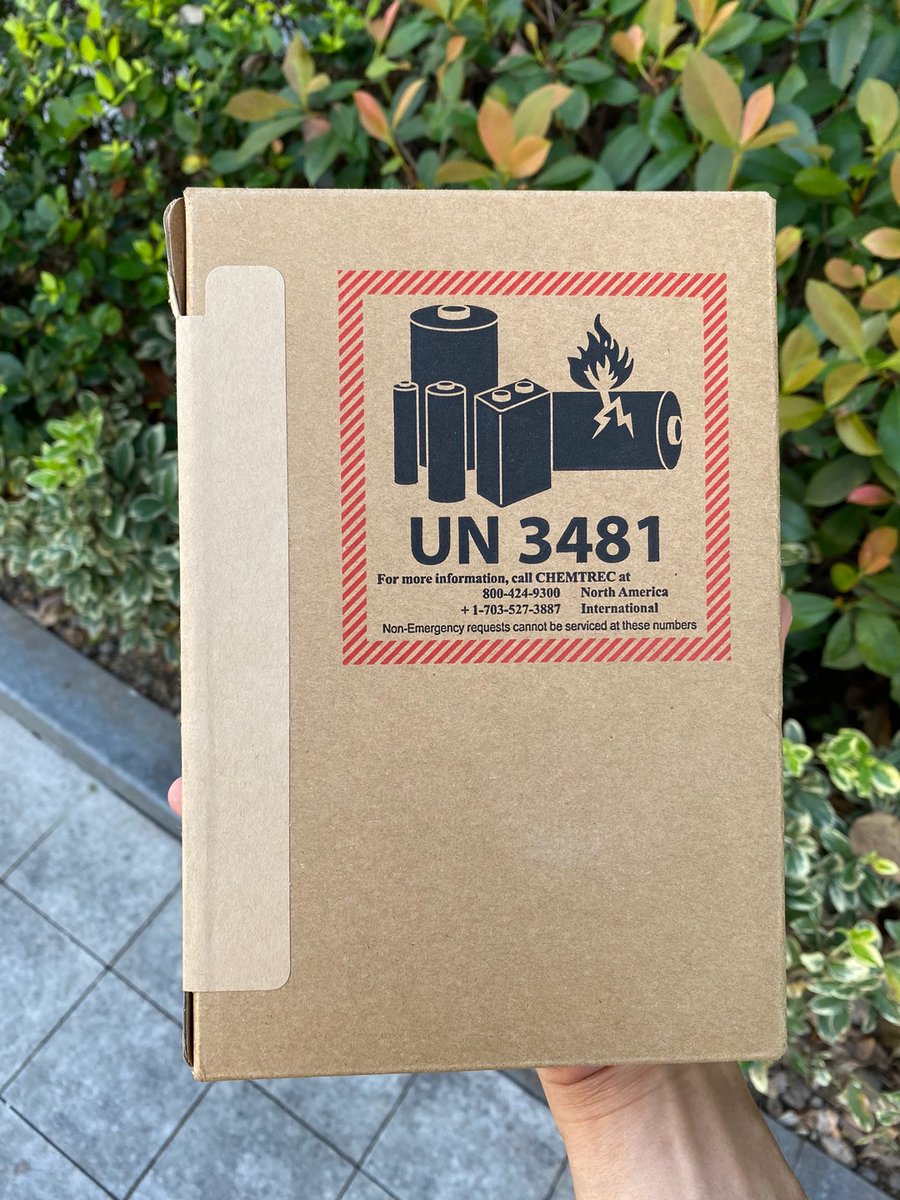 UN 3481
For more information, call CHEMTREC at
800-424-9300 North America
+ 1-703-527-3887 International
Non-Emergency requests cannot be serviced at these numbers